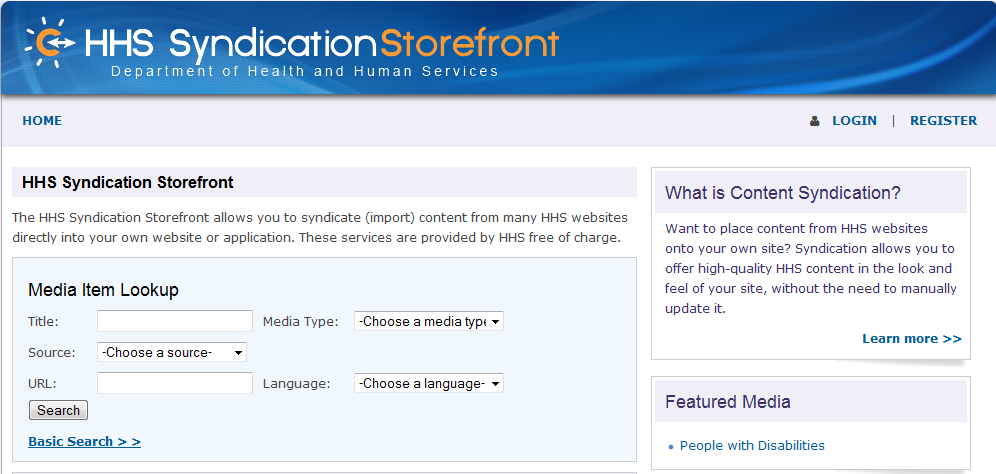 HHS Syndication Storefront
Department of Health and Human Services
HOME
LOGIN | REGISTER
HHS Syndication Storefront
The HHS Syndication Storefront allows you to syndicate (import) content from many HHS websites
directly into your own website or application. These services are provided by HHS free of charge.
Media Item Lookup
Title:
Media Type: -Choose a media type
Source: -Choose a source-
URL:
Language: -Choose a language-
Search
Basic Search > >
What is Content Syndication?
Want to place content from HHS websites
onto your own site? Syndication allows you to
offer high-quality HHS content in the look and
feel of your site, without the need to manually
update it.
Learn more >>
Featured Media
People with Disabilities